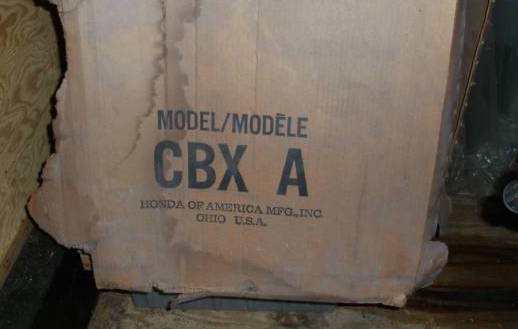 MODEL/MODÈLE
CBX A
HONDA OF AMERICA MFG., INC.
OHIO U.S.A.